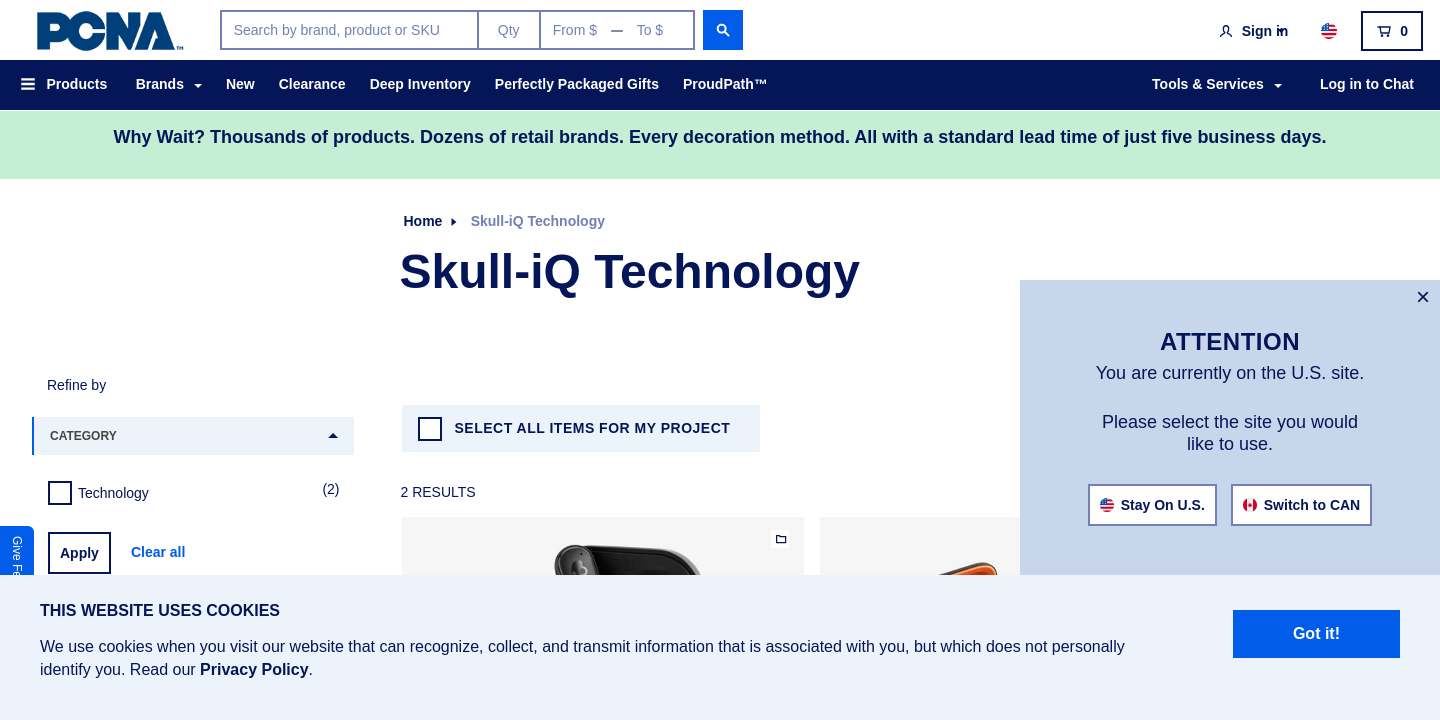 PCNA™
Search by brand, product or SKU
Qty
From $ — To $
Sign in
0
Products
Brands
New
Clearance
Deep Inventory
Perfectly Packaged Gifts
ProudPath™
Tools & Services
Log in to Chat
Why Wait? Thousands of products. Dozens of retail brands. Every decoration method. All with a standard lead time of just five business days.
Home
Skull-iQ Technology
Skull-iQ Technology
×
ATTENTION
You are currently on the U.S. site.
Please select the site you would
like to use.
Stay On U.S.
Switch to CAN
Refine by
CATEGORY
Technology
(2)
Apply
Clear all
Give Fe
SELECT ALL ITEMS FOR MY PROJECT
2 RESULTS
THIS WEBSITE USES COOKIES
We use cookies when you visit our website that can recognize, collect, and transmit information that is associated with you, but which does not personally
identify you. Read our Privacy Policy.
Got it!